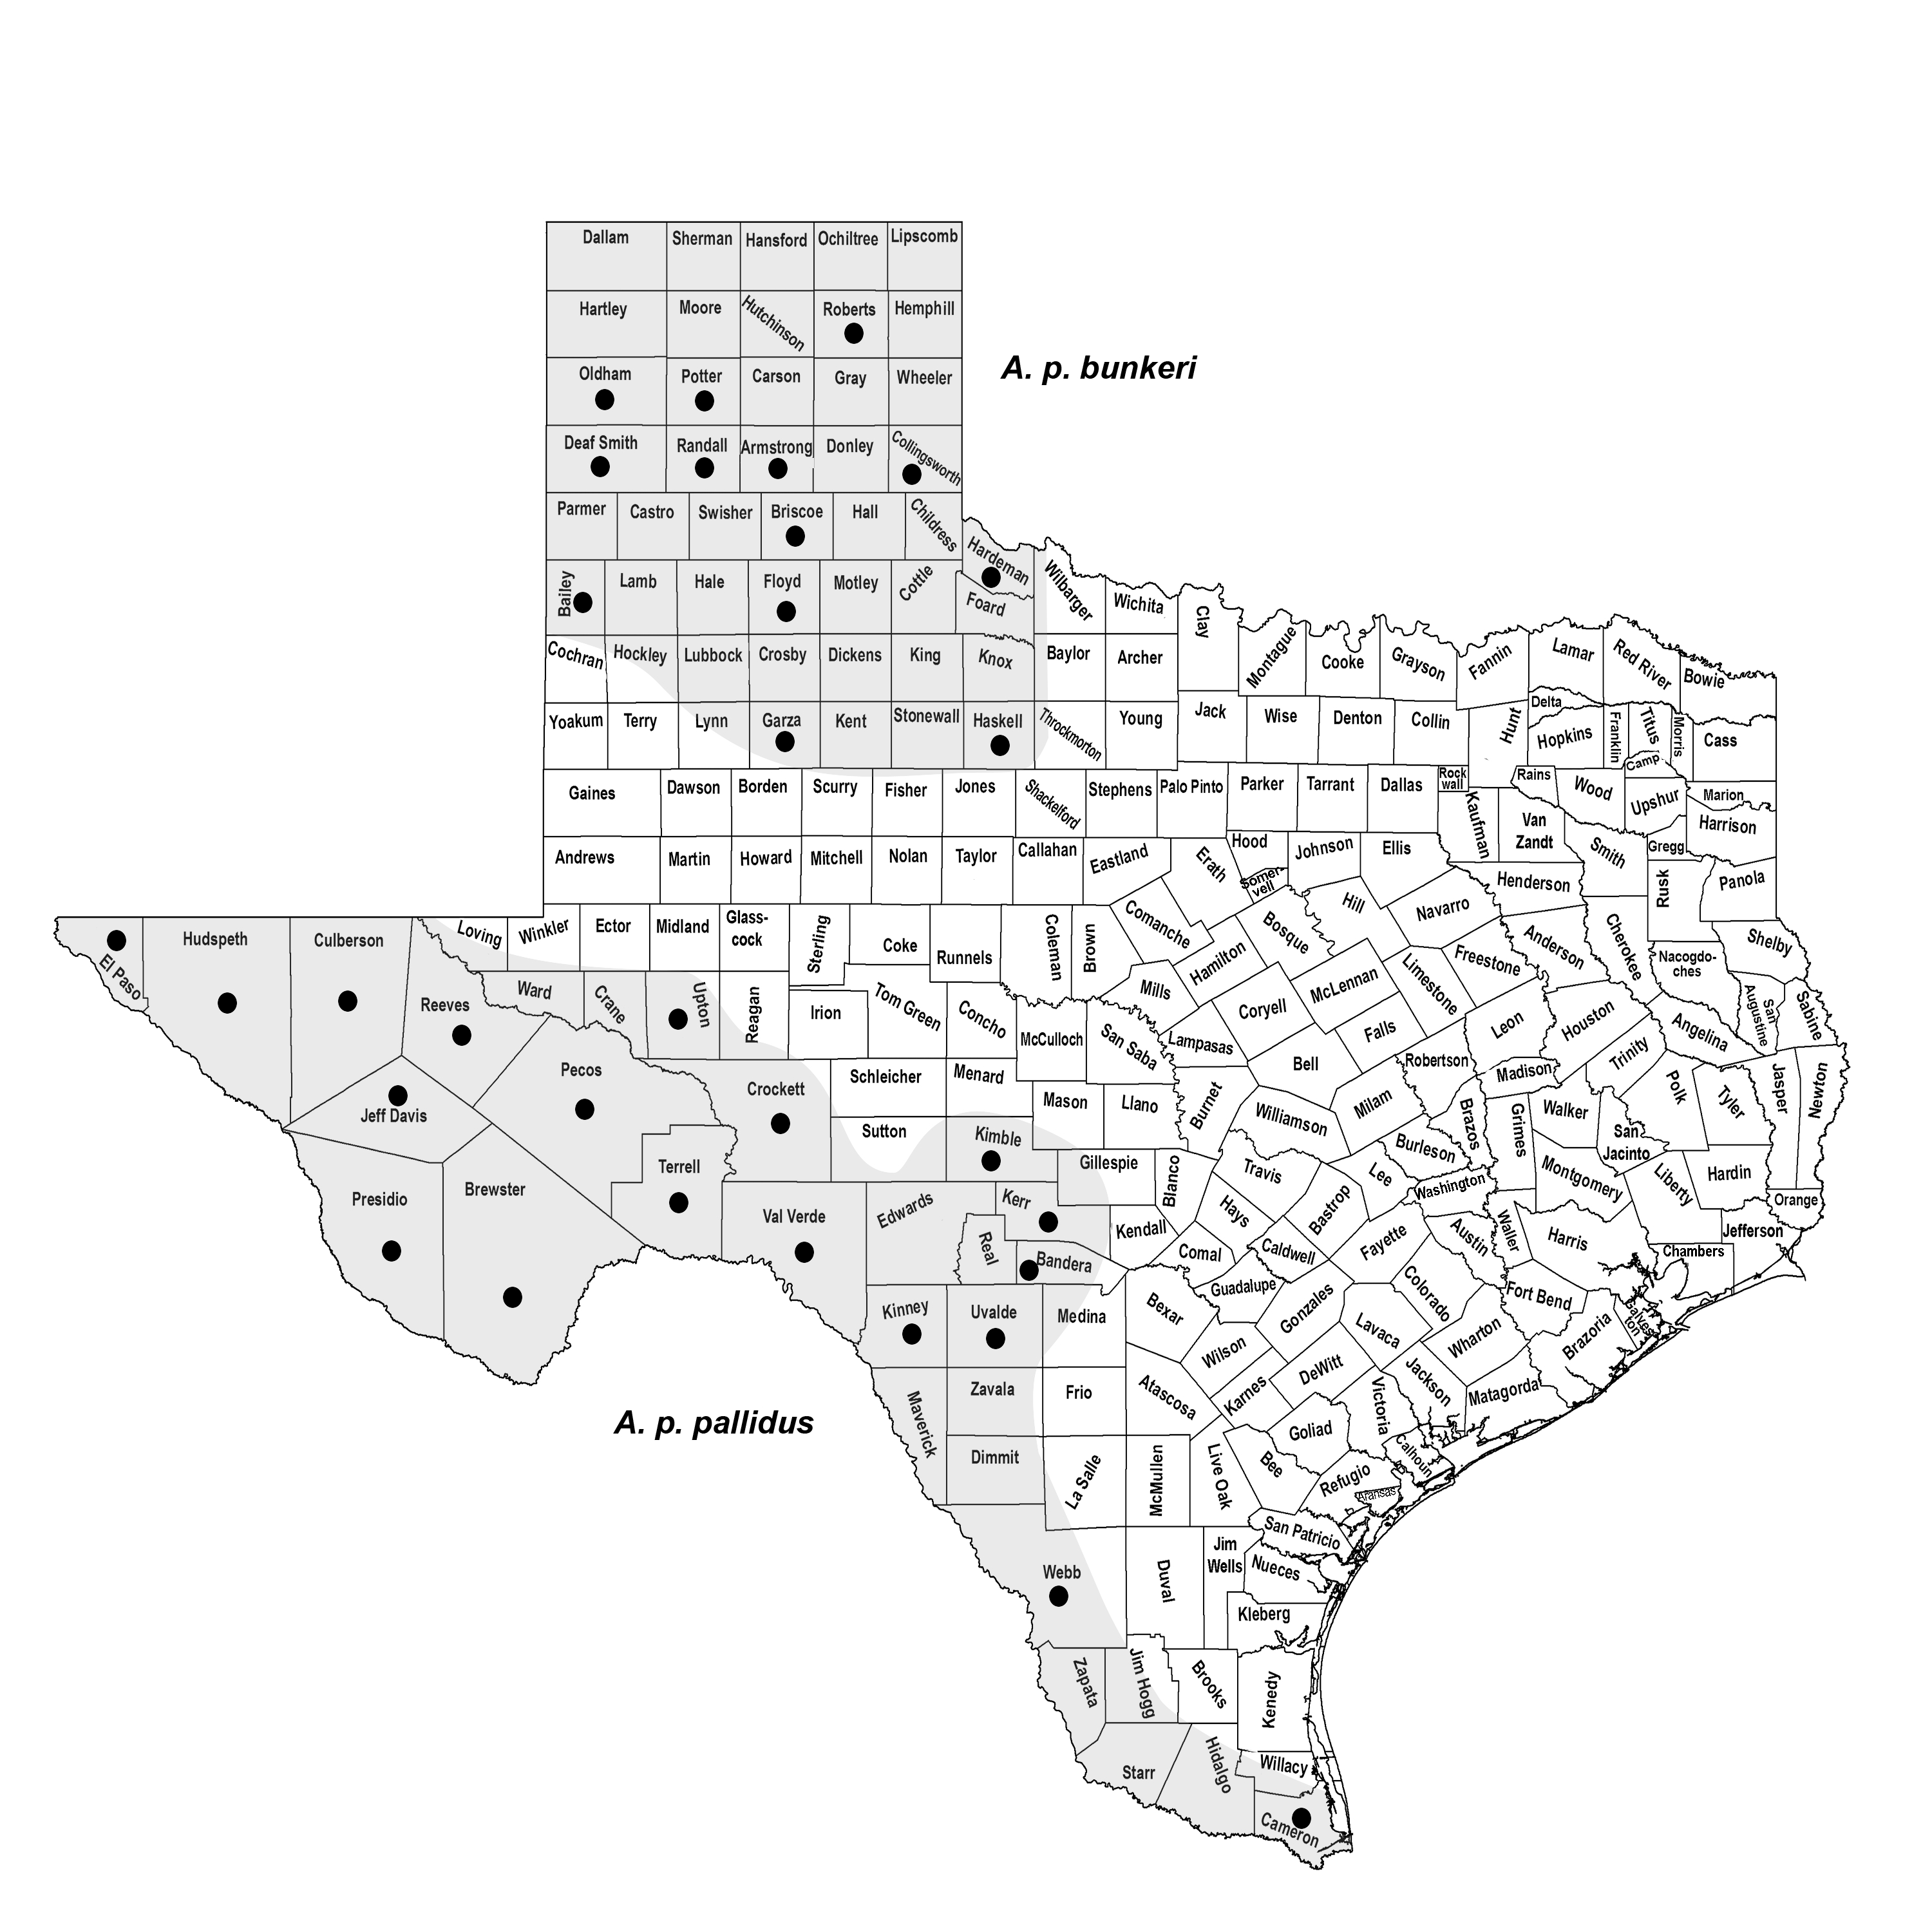 Dallam Sherman Hansford Ochiltree Lipscomb
Hartley Moore Hutchinson Roberts Hemphill
A. p. bunkeri
Oldham Potter Carson Gray Wheeler
Deaf Smith Randall Armstrong Donley Collingsworth
Parmer Castro Swisher Briscoe Hall Childress
Hardeman
Bailey Lamb Hale Floyd Motley Cottle Foard Wilbarger Wichita Clay
Montague Cooke Grayson Fannin Lamar Red River Bowie
Cochran Hockley Lubbock Crosby Dickens King Knox Baylor Archer
Yoakum Terry Lynn Garza Kent Stonewall Haskell Throckmorton Young Jack Wise Denton Collin Hunt
Delta
Hopkins Franklin Titus Morris Cass
Camp
Gaines Dawson Borden Scurry Fisher Jones Shackelford Stephens Palo Pinto Parker Tarrant Dallas
Rock
wall
Kaufman Rains Wood Upshur Marion
Van
Zandt
Harrison
Andrews Martin Howard Mitchell Nolan Taylor Callahan Eastland Erath Hood Johnson Ellis
Somer-
vell
Henderson Smith Gregg Rusk Panola
El Paso Hudspeth Culberson Reeves Loving Winkler Ector Midland
Glass-
cock
Sterling Coke Runnels Coleman Brown Comanche Hamilton Bosque Hill Navarro
Freestone Anderson Cherokee
Nacogdo-
ches
Shelby
Ward Crane Upton Reagan Irion Tom Green Concho McCulloch San Saba Mills Lampasas Coryell McLennan Limestone
Falls Leon Houston Angelina
San
Augustine
Sabine
Jeff Davis Pecos Crockett Schleicher Menard Mason Llano Burnet Bell Milam Robertson Madison Trinity Polk Tyler Jasper Newton
Sutton Kimble Gillespie Blanco Williamson Travis Burleson Brazos Grimes Walker
San
Jacinto
Presidio Brewster Terrell Val Verde Edwards Kerr Real Bandera Kendall Hays Comal Caldwell Bastrop Lee Washington Montgomery Liberty Hardin Orange
Fayette Austin Waller Harris Chambers Jefferson
Kinney Uvalde Medina Bexar Guadalupe Gonzales Lavaca Colorado Wharton Fort Bend Brazoria
Galves-
ton
A. p. pallidus
Maverick Zavala Frio Atascosa Wilson Karnes DeWitt Victoria Jackson Matagorda
Dimmit La Salle McMullen Live Oak Bee Goliad Refugio Calhoun
Aransas
San Patricio
Webb Duval
Jim
Wells
Nueces
Kleberg
Zapata Jim Hogg Brooks Kenedy
Starr Hidalgo Willacy
Cameron